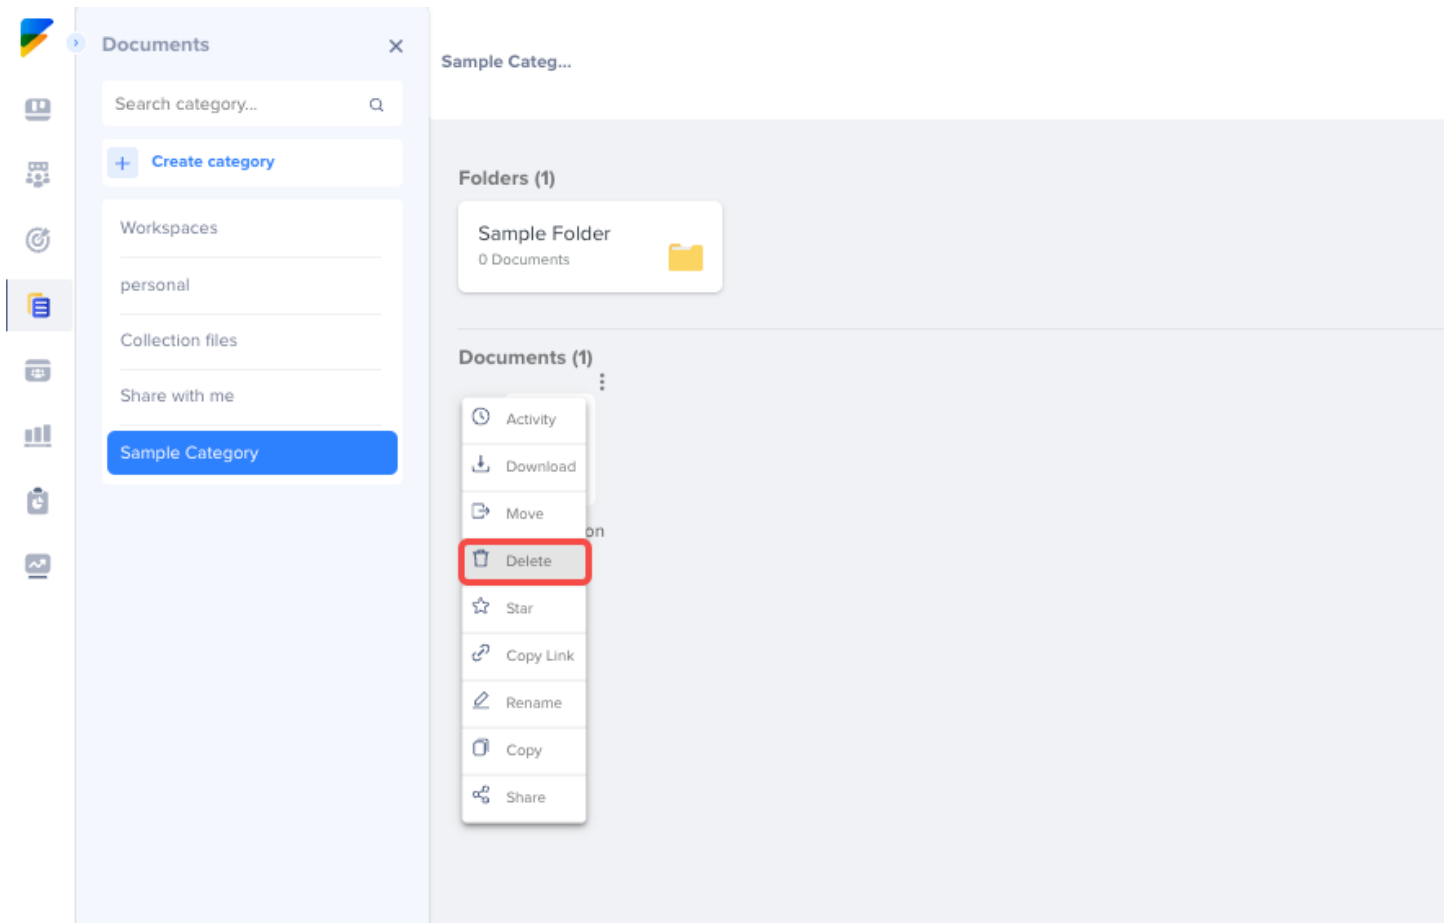 Documents
Search category...
Create category
Workspaces
personal
Collection files
Share with me
Sample Category
Sample Categ...
Folders (1)
Sample Folder
0 Documents
Documents (1)
Activity
Download
Move
on
Delete
Star
Copy Link
Rename
Copy
Share